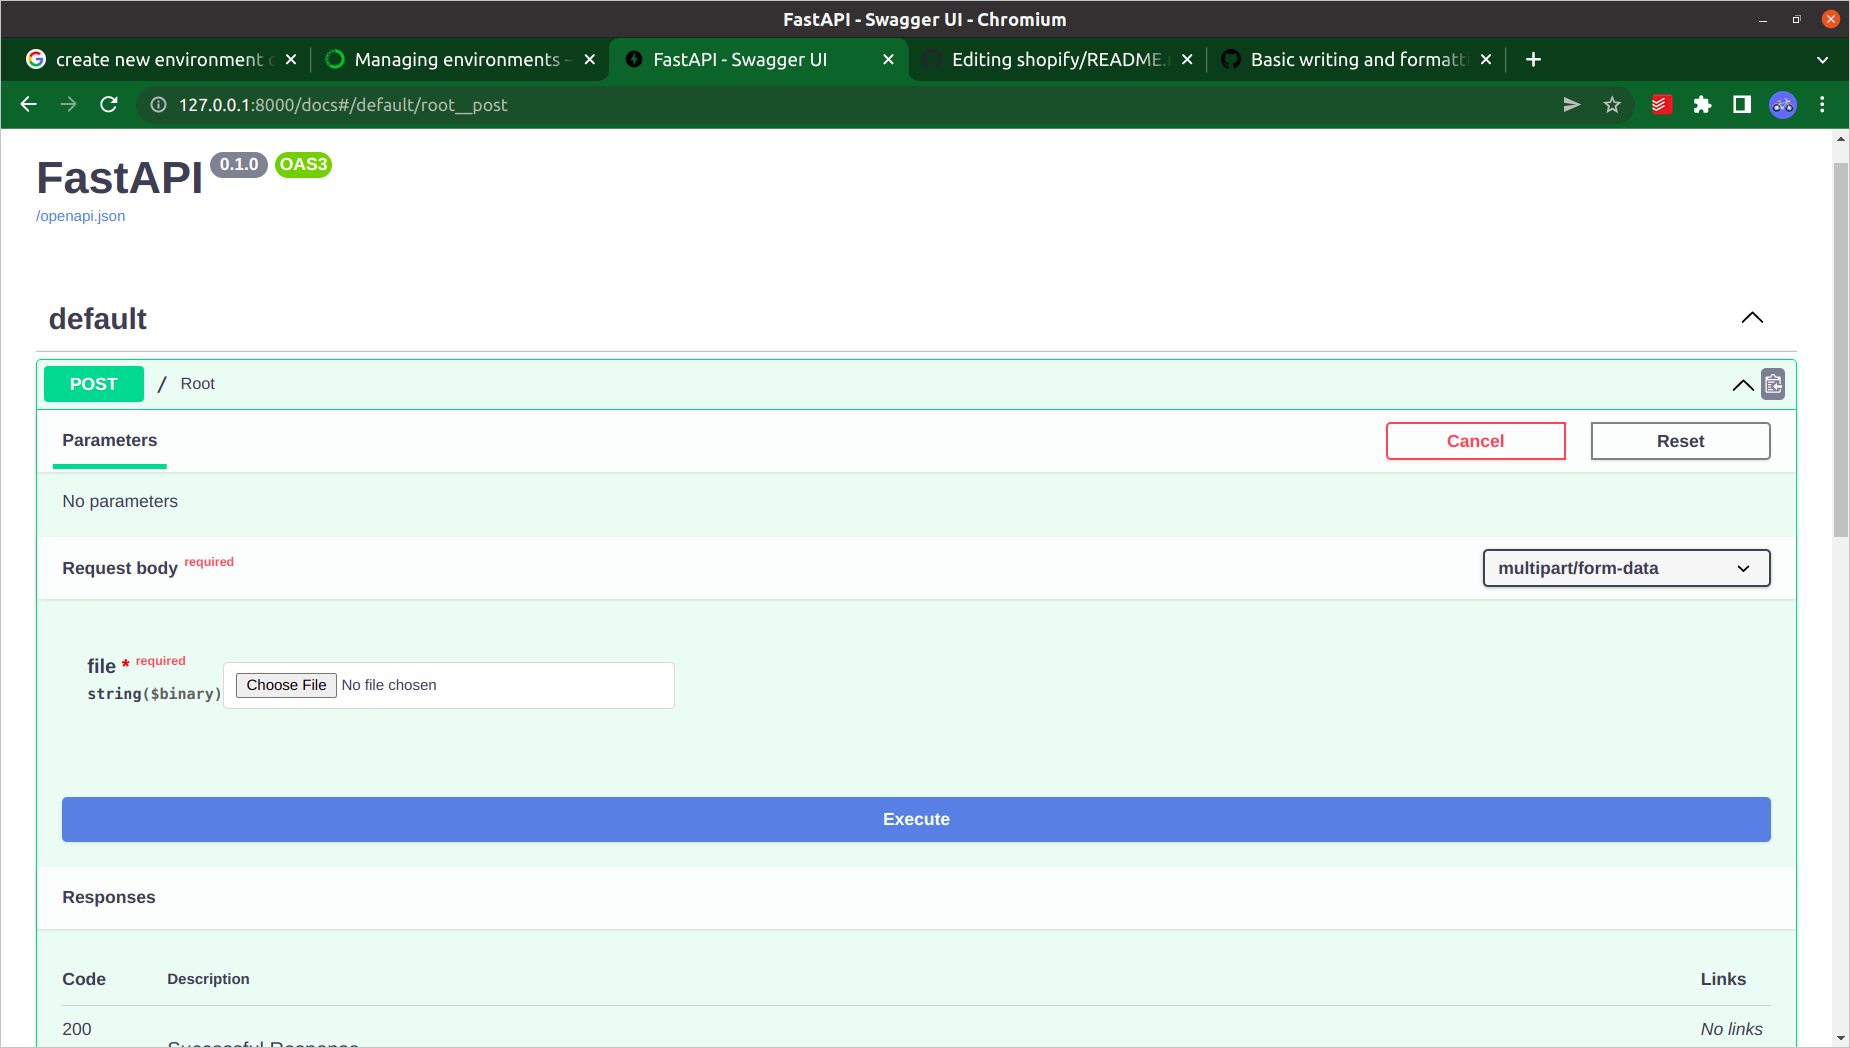 FastAPI - Swagger UI - Chromium
create new environment
Managing environments -
FastAPI - Swagger UI
Editing shopify/README.
Basic writing and formatt
127.0.0.1:8000/docs#/default/root__post
FastAPI 0.1.0 OAS3
/openapi.json
default
POST / Root
Parameters
Cancel
Reset
No parameters
Request body required
multipart/form-data
file * required
string($binary)
Choose File No file chosen
Execute
Responses
Code Description Links
200 No links
Successful Response